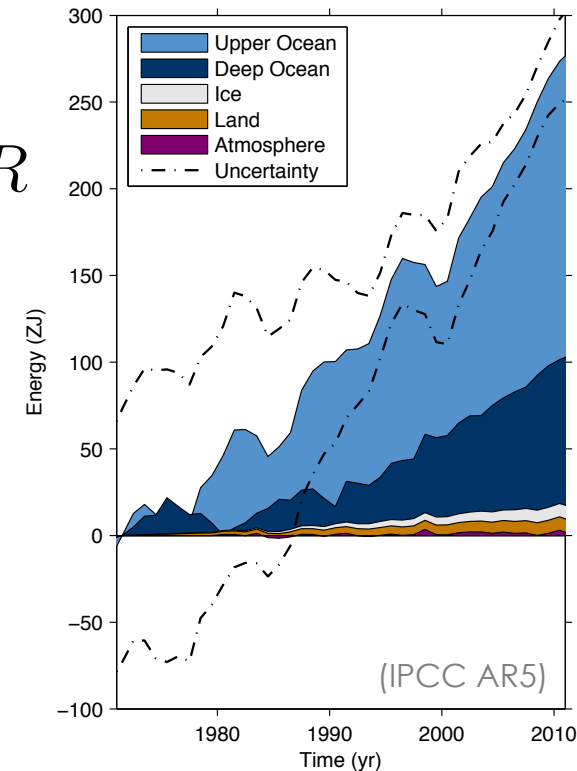 R
300
250
200
150
100
50
0
−50
−100
Energy (ZJ)
Upper Ocean
Deep Ocean
Ice
Land
Atmosphere
Uncertainty
(IPCC AR5)
1980 1990 2000 2010
Time (yr)